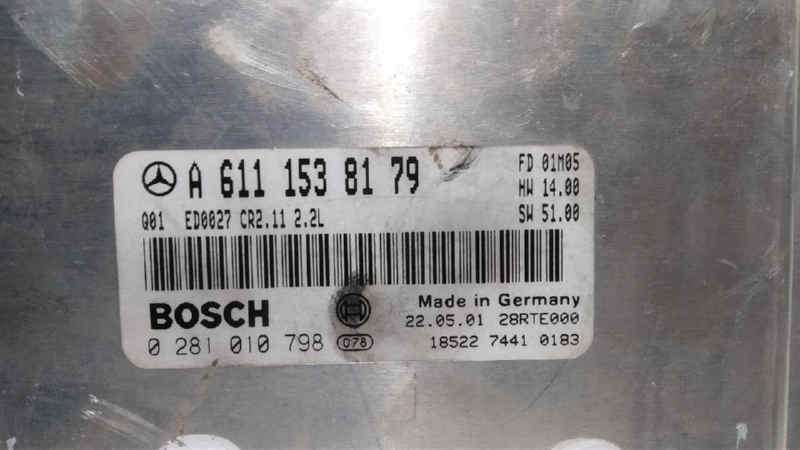 A 611 153 81 79
FD 01M05
HW 14.00
SW 51.00
Q01 ED0027 CR2.11 2.2L
BOSCH
Made in Germany
22.05.01 28RTE000
0 281 010 798 078
18522 7441 0183